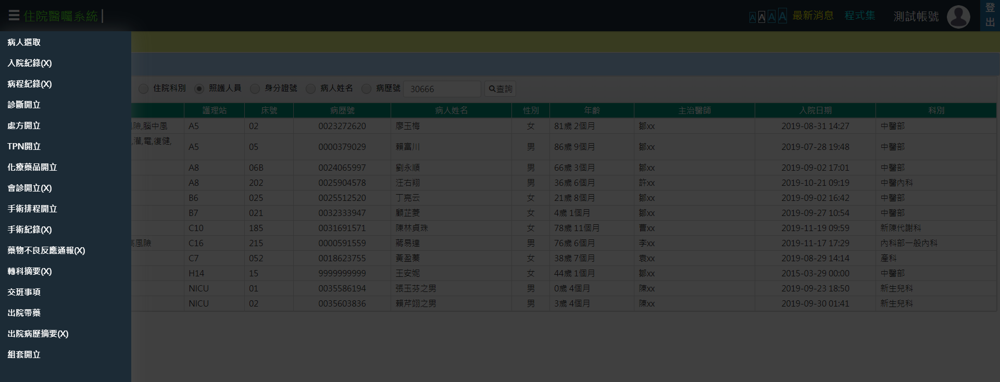 住院醫囑系統
A A A A 最新消息 程式集 測試帳號 登出
病人選取
入院紀錄(X)
病程紀錄(X)
診斷開立
處方開立
TPN開立
化療藥品開立
會診開立(X)
手術排程開立
手術紀錄(X)
藥物不良反應通報(X)
轉科摘要(X)
交班事項
出院帶藥
出院病歷摘要(X)
組套開立
住院科別 照護人員 身分證號 病人姓名 病歷號 30666 查詢
護理站 床號 病歷號 病人姓名 性別 年齡 主治醫師 入院日期 科別
險,腦中風 A5 02 0023272620 廖玉梅 女 81歲 2個月 鄒xx 2019-08-31 14:27 中醫部
,灌,電,復健, A5 05 0000379029 賴富川 男 86歲 9個月 鄒xx 2019-07-28 19:48 中醫部
A8 06B 0024065997 劉永順 男 66歲 3個月 鄒xx 2019-09-02 17:01 中醫部
A8 202 0025904578 汪右翔 男 36歲 6個月 許xx 2019-10-21 09:19 中醫內科
B6 025 0025512520 丁亮云 女 21歲 8個月 鄒xx 2019-09-02 16:42 中醫部
B7 021 0032333947 顧芷菱 女 4歲 1個月 鄒xx 2019-09-27 10:54 中醫部
C10 185 0031691571 陳林貞珠 女 78歲 11個月 曹xx 2019-11-19 09:59 新陳代謝科
高風險 C16 215 0000591559 蔣易達 男 76歲 6個月 李xx 2019-11-17 17:29 內科部一般內科
C7 052 0018623755 黃盈蓁 女 38歲 7個月 袁xx 2019-08-29 14:14 產科
H14 15 9999999999 王安妮 女 44歲 1個月 鄒xx 2015-03-29 00:00 中醫部
NICU 01 0035586194 張玉芬之男 男 0歲 4個月 陳xx 2019-09-23 18:50 新生兒科
NICU 02 0035603836 賴芹翊之男 男 3歲 4個月 陳xx 2019-09-30 01:41 新生兒科